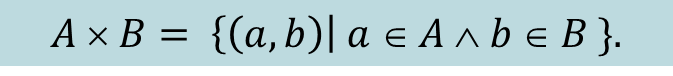 A × B = {(a, b)| a ∈ A ∧ b ∈ B }.